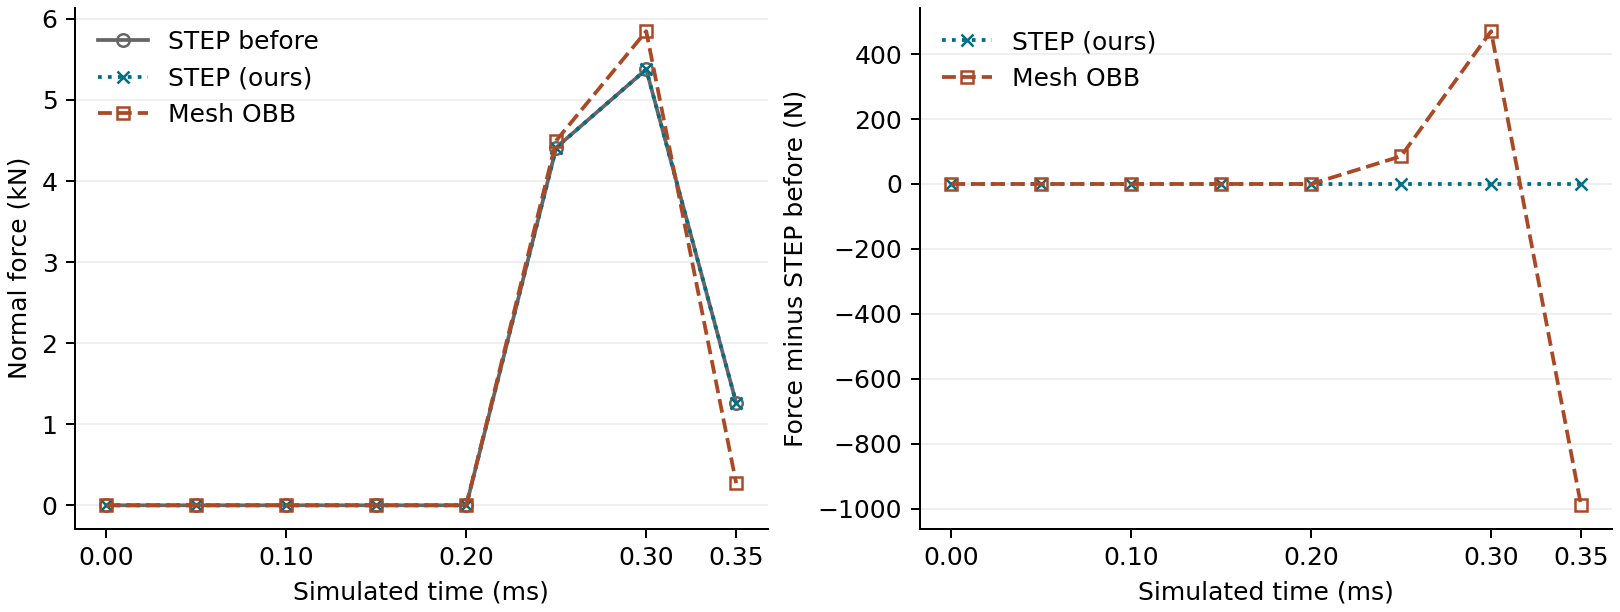 STEP before
STEP (ours)
Mesh OBB
Normal force (kN)
6
5
4
3
2
1
0
0.00 0.10 0.20 0.30 0.35
Simulated time (ms)
STEP (ours)
Mesh OBB
Force minus STEP before (N)
400
200
0
−200
−400
−600
−800
−1000
0.00 0.10 0.20 0.30 0.35
Simulated time (ms)